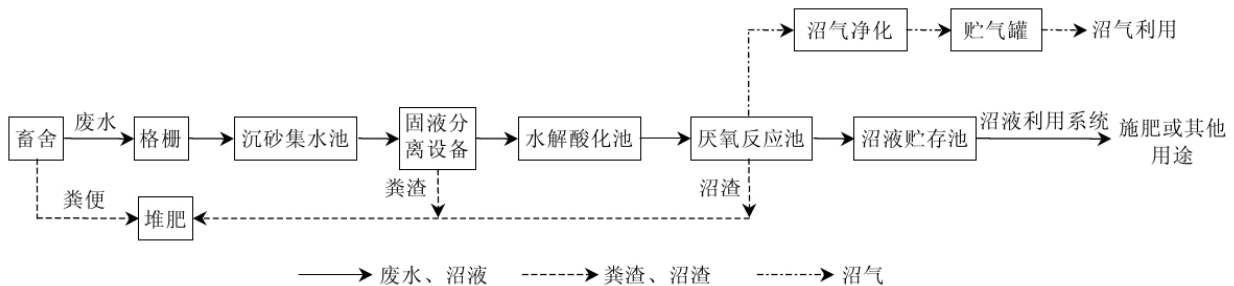 沼气净化
贮气罐
沼气利用
畜舍
废水
格栅
沉砂集水池
固液分
离设备
水解酸化池
厌氧反应池
沼液贮存池
沼液利用系统
施肥或其他
用途
粪便
堆肥
粪渣
沼渣
废水、沼液
粪渣、沼渣
沼气